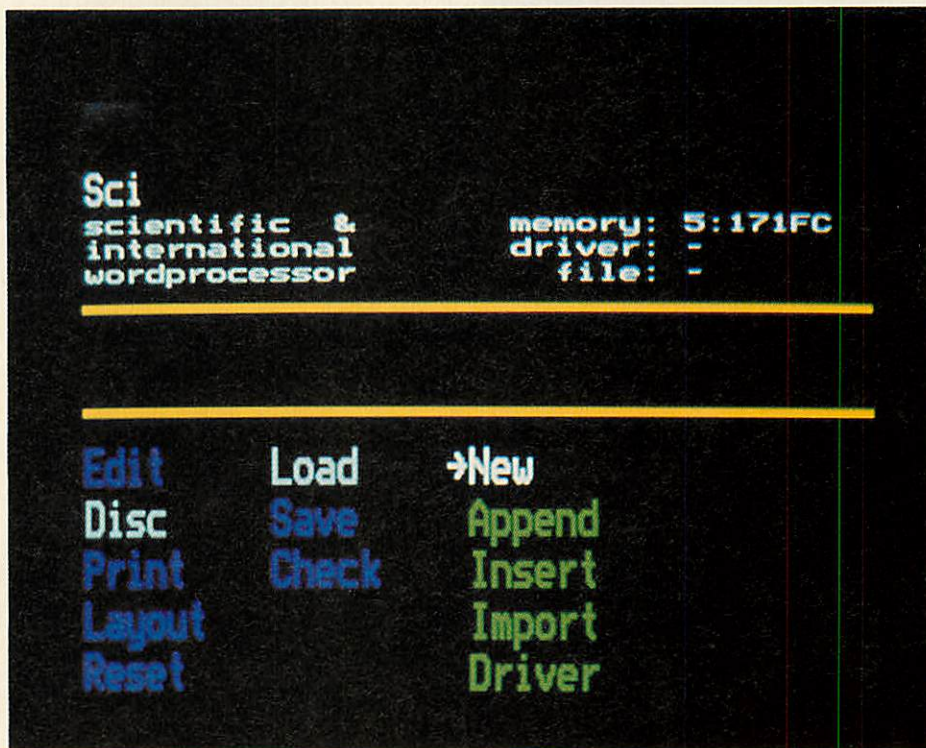 Sci
scientific & memory: 5:171FC
international driver: -
wordprocessor file: -
Edit Load →New
Disc Save Append
Print Check Insert
Layout Import
Reset Driver